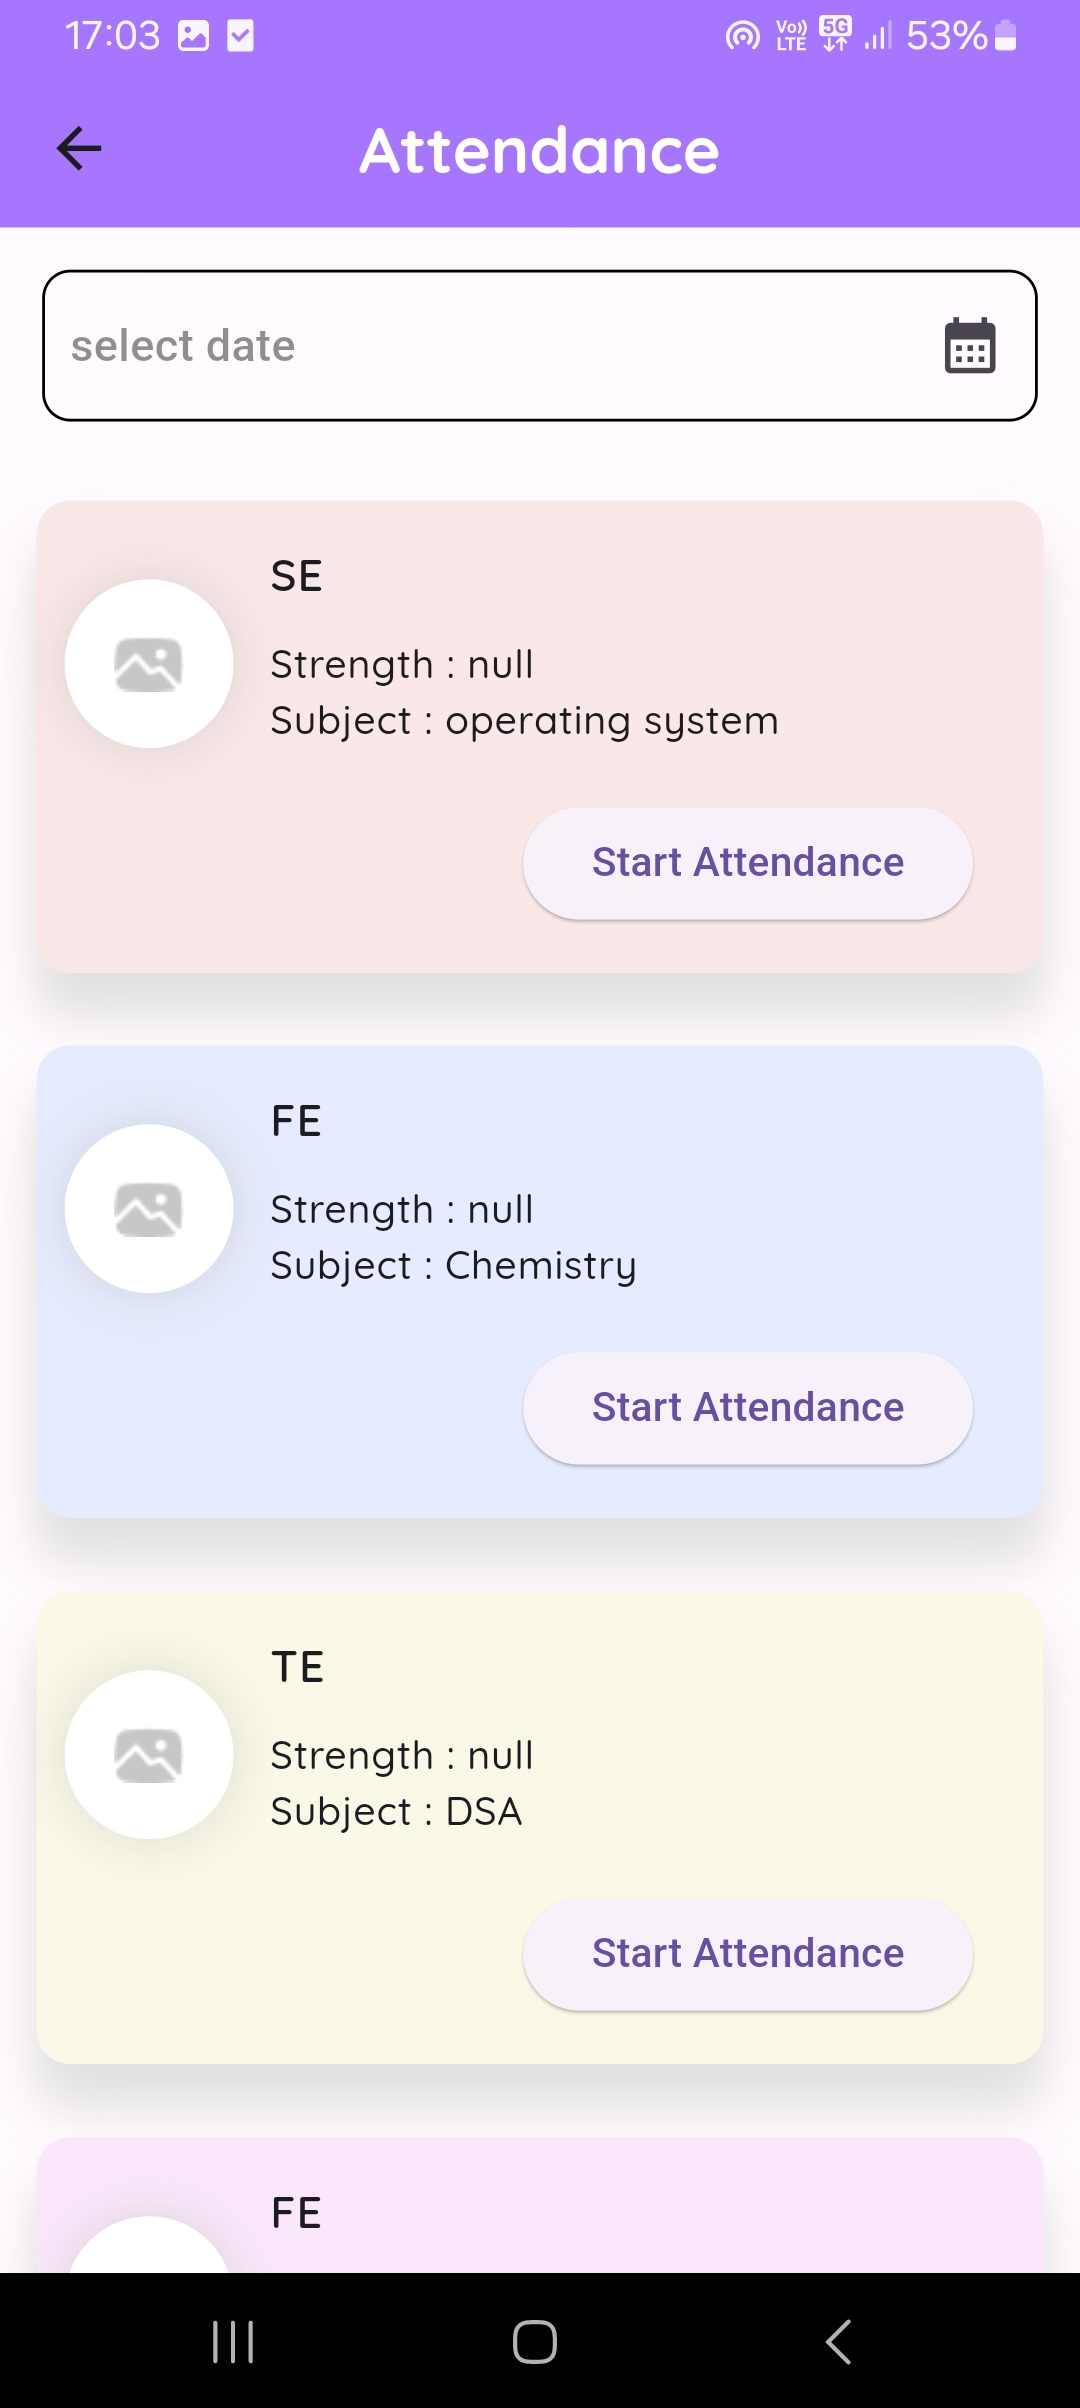 17:03 Vo)) LTE 5G 53%
Attendance
select date
SE
Strength : null
Subject : operating system
Start Attendance
FE
Strength : null
Subject : Chemistry
Start Attendance
TE
Strength : null
Subject : DSA
Start Attendance
FE